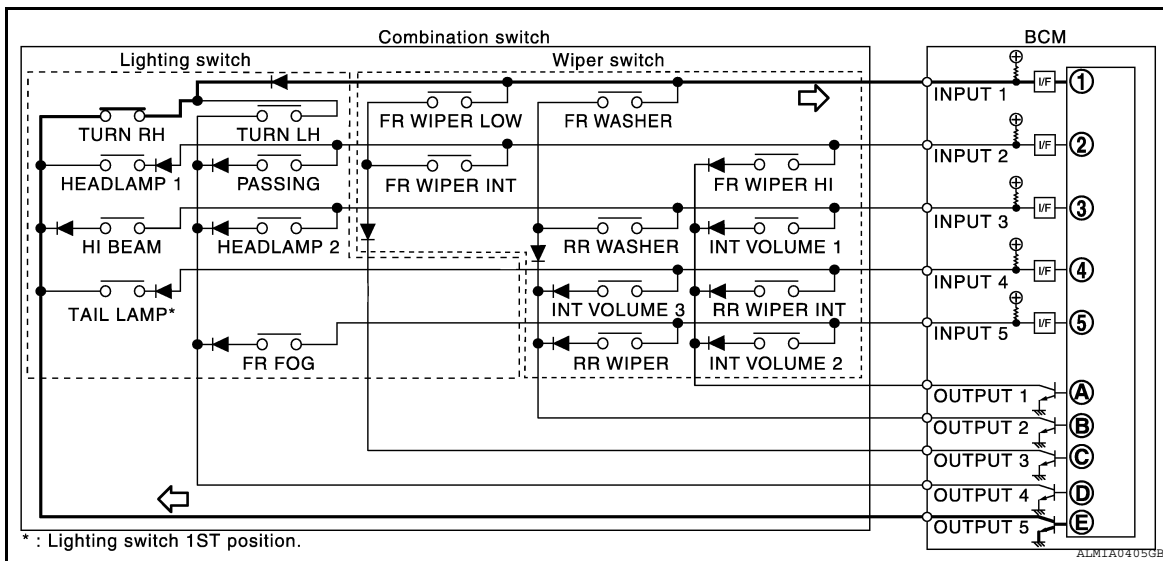 Combination switch
BCM
Lighting switch
Wiper switch
TURN RH
TURN LH
FR WIPER LOW
FR WASHER
INPUT 1
I/F
1
HEADLAMP 1
PASSING
FR WIPER INT
FR WIPER HI
INPUT 2
I/F
2
HI BEAM
HEADLAMP 2
RR WASHER
INT VOLUME 1
INPUT 3
I/F
3
TAIL LAMP*
INT VOLUME 3
RR WIPER INT
INPUT 4
I/F
4
FR FOG
RR WIPER
INT VOLUME 2
INPUT 5
I/F
5
OUTPUT 1
A
OUTPUT 2
B
OUTPUT 3
C
OUTPUT 4
D
OUTPUT 5
E
* : Lighting switch 1ST position.
ALMIA0405GB